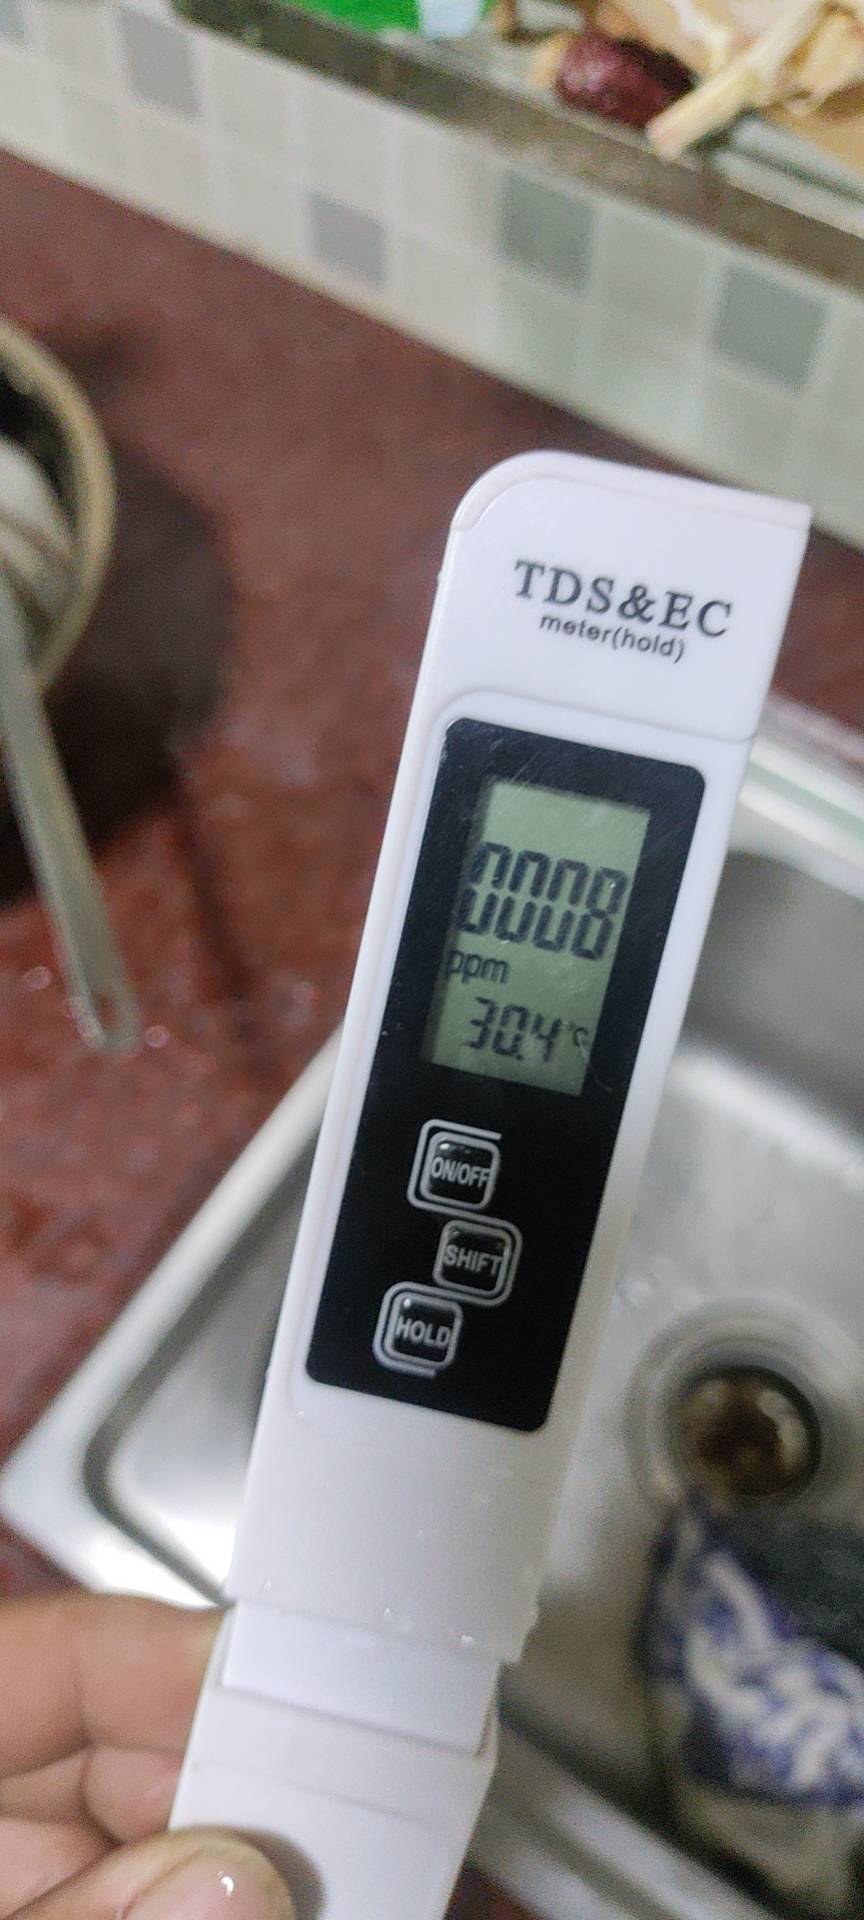 TDS&EC
meter(hold)
0008
ppm
30.4°C
ON/OFF
SHIFT
HOLD